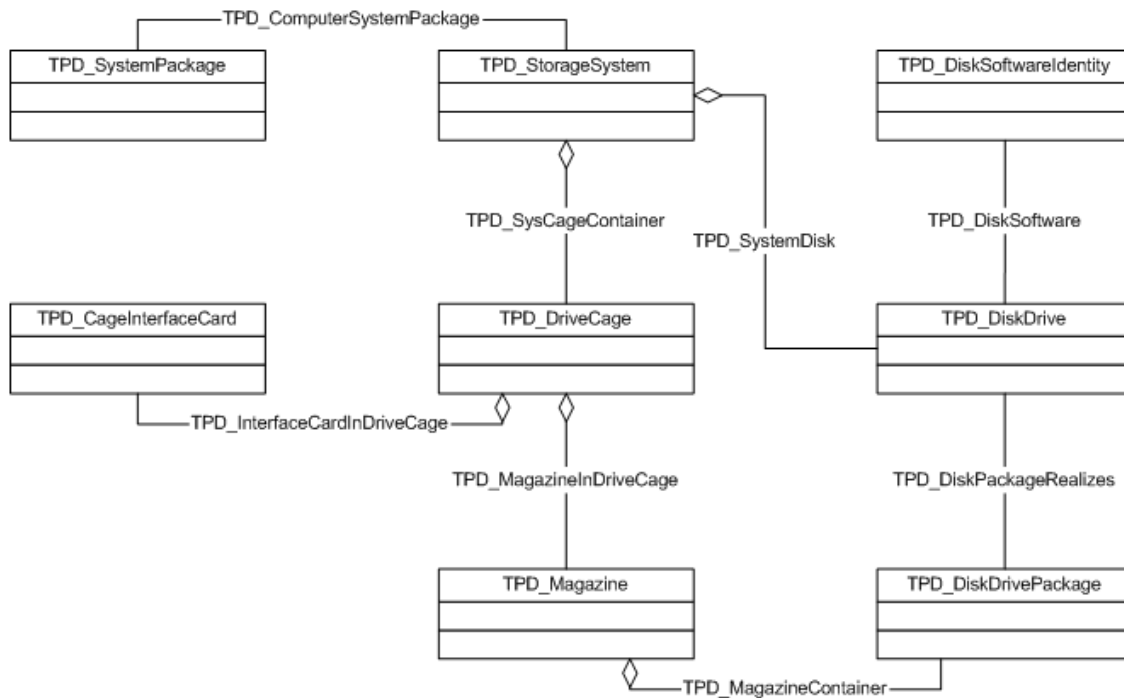 TPD_ComputerSystemPackage
TPD_SystemPackage
TPD_StorageSystem
TPD_DiskSoftwareIdentity
TPD_SysCageContainer
TPD_DiskSoftware
TPD_SystemDisk
TPD_CageInterfaceCard
TPD_DriveCage
TPD_DiskDrive
TPD_InterfaceCardInDriveCage
TPD_MagazineInDriveCage
TPD_DiskPackageRealizes
TPD_Magazine
TPD_DiskDrivePackage
TPD_MagazineContainer